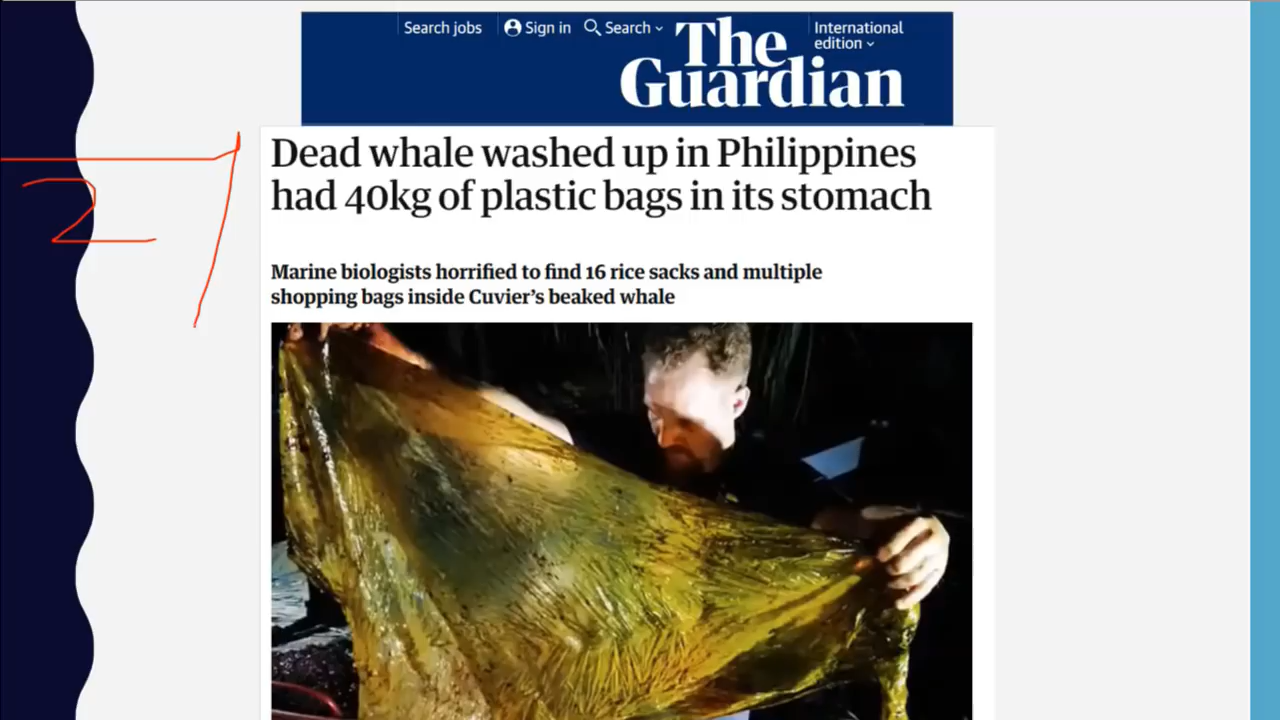 Search jobs
Sign in
Search
International
edition
The
Guardian
Dead whale washed up in Philippines
had 40kg of plastic bags in its stomach
Marine biologists horrified to find 16 rice sacks and multiple
shopping bags inside Cuvier's beaked whale
27